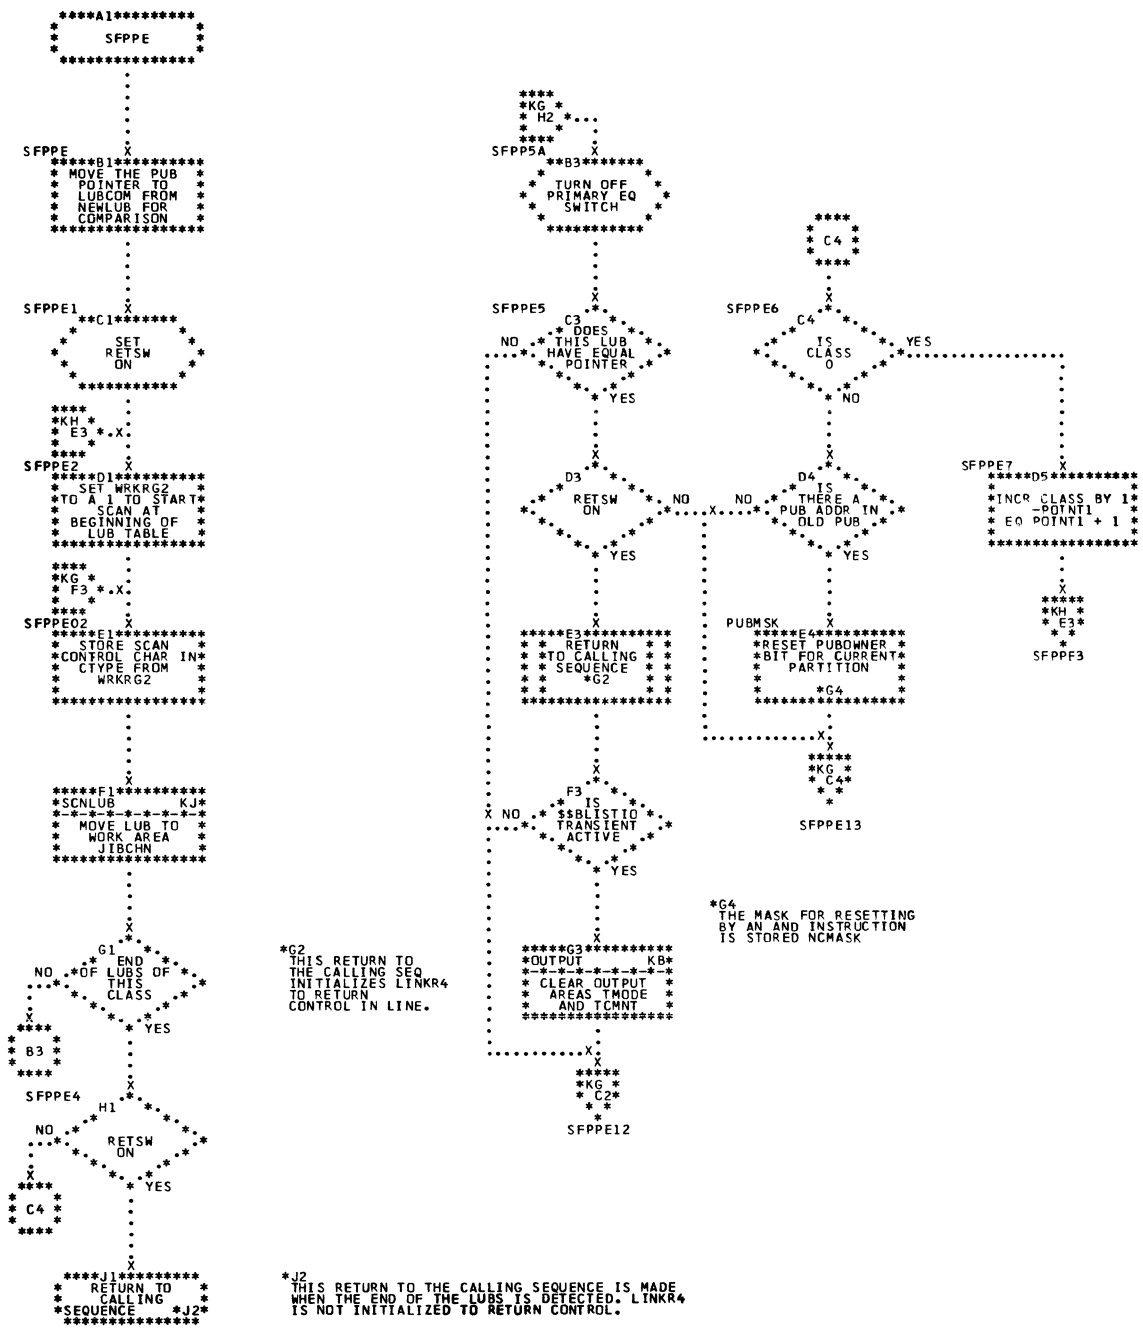 A1
SFPPE
SFPPE
B1
MOVE THE PUB
POINTER TO
LUBCOM FROM
NEWLUB FOR
COMPARISON
SFPPE1
C1
SET
RETSW
ON
KH
E3
SFPPE2
D1
SET WRKRG2
TO A 1 TO START
SCAN AT
BEGINNING OF
LUB TABLE
KG
F3
SFPPE02
E1
STORE SCAN
CONTROL CHAR IN
CTYPE FROM
WRKRG2
F1
SCNLUB KJ
MOVE LUB TO
WORK AREA
JIBCHN
G1
END
OF LUBS OF
THIS
CLASS
NO
YES
B3
SFPPE4
H1
RETSW
ON
NO
YES
C4
J1
RETURN TO
CALLING
SEQUENCE *J2
*G2
THIS RETURN TO
THE CALLING SEQ
INITIALIZES LINKR4
TO RETURN
CONTROL IN LINE.
*J2
THIS RETURN TO THE CALLING SEQUENCE IS MADE
WHEN THE END OF THE LUBS IS DETECTED. LINKR4
IS NOT INITIALIZED TO RETURN CONTROL.
KG
H2
SFPP5A
B3
TURN OFF
PRIMARY EQ
SWITCH
SFPPE5
C3
DOES
THIS LUB
HAVE EQUAL
POINTER
NO
YES
D3
RETSW
ON
NO
YES
E3
RETURN
TO CALLING
SEQUENCE
*G2
F3
IS
$$BLISTIO
TRANSIENT
ACTIVE
X NO
YES
G3
OUTPUT KB
CLEAR OUTPUT
AREAS TMODE
AND TCMNT
KG
C2
SFPPE12
C4
SFPPE6
C4
IS
CLASS
0
YES
NO
D4
IS
THERE A
PUB ADDR IN
OLD PUB
NO
YES
PUBMSK
E4
RESET PUBOWNER
BIT FOR CURRENT
PARTITION
*G4
KG
C4
SFPPE13
*G4
THE MASK FOR RESETTING
BY AN AND INSTRUCTION
IS STORED NCMASK
SFPPE7
D5
INCR CLASS BY 1
-POINT1
EQ POINT1 + 1
KH
E3
SFPPF3